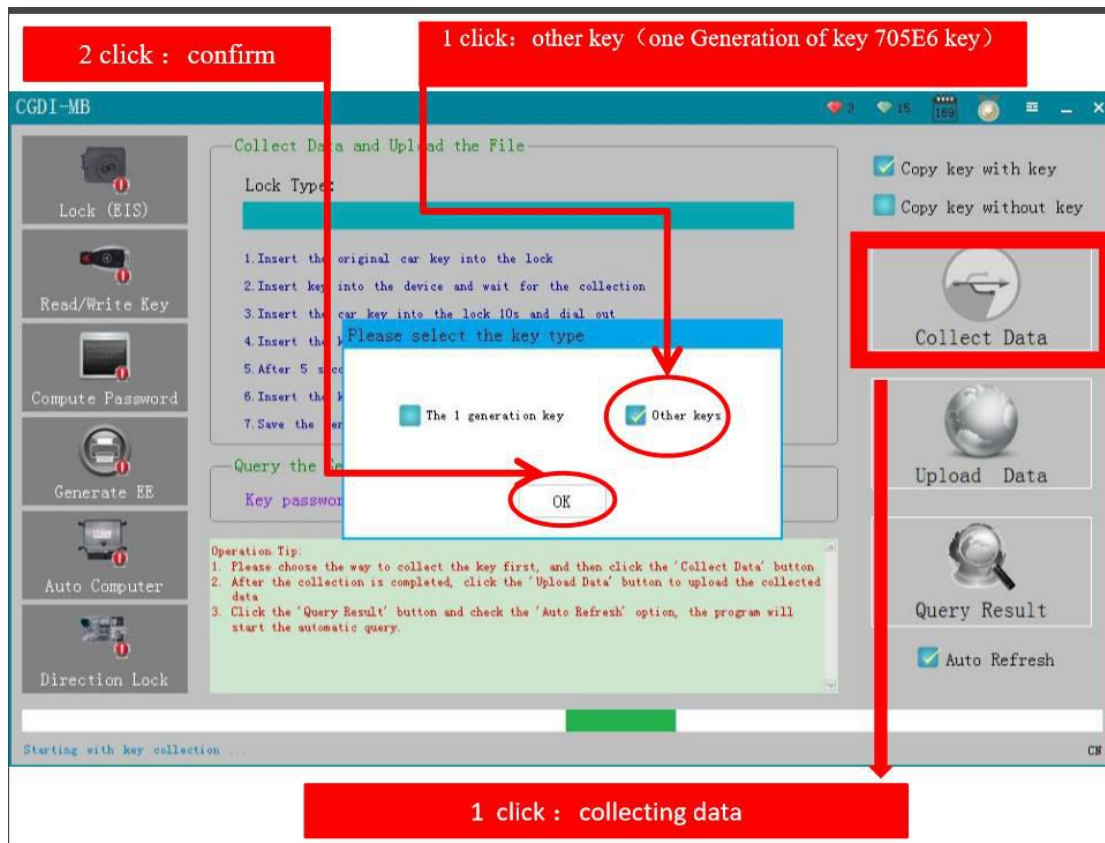 2 click： confirm
1 click：other key（one Generation of key 705E6 key）
CGDI-MB
3
15
169
Lock (EIS)
Read/Write Key
Compute Password
Generate EE
Auto Computer
Direction Lock
Collect Data and Upload the File
Lock Type:
1.Insert the original car key into the lock
2.Insert key into the device and wait for the collection
3.Insert the car key into the lock 10s and dial out
4.Insert the
5.After 5
6.Insert the
7.Save the
Please select the key type
The 1 generation key
Other keys
OK
Query the
Key
Operation Tip:
1. Please choose the way to collect the key first, and then click the 'Collect Data' button
2. After the collection is completed, click the 'Upload Data' button to upload the collected
data
3. Click the 'Query Result' button and check the 'Auto Refresh' option, the program will
start the automatic query.
Copy key with key
Copy key without key
Collect Data
Upload Data
Query Result
Auto Refresh
Starting with key collection ...
CN
1 click： collecting data